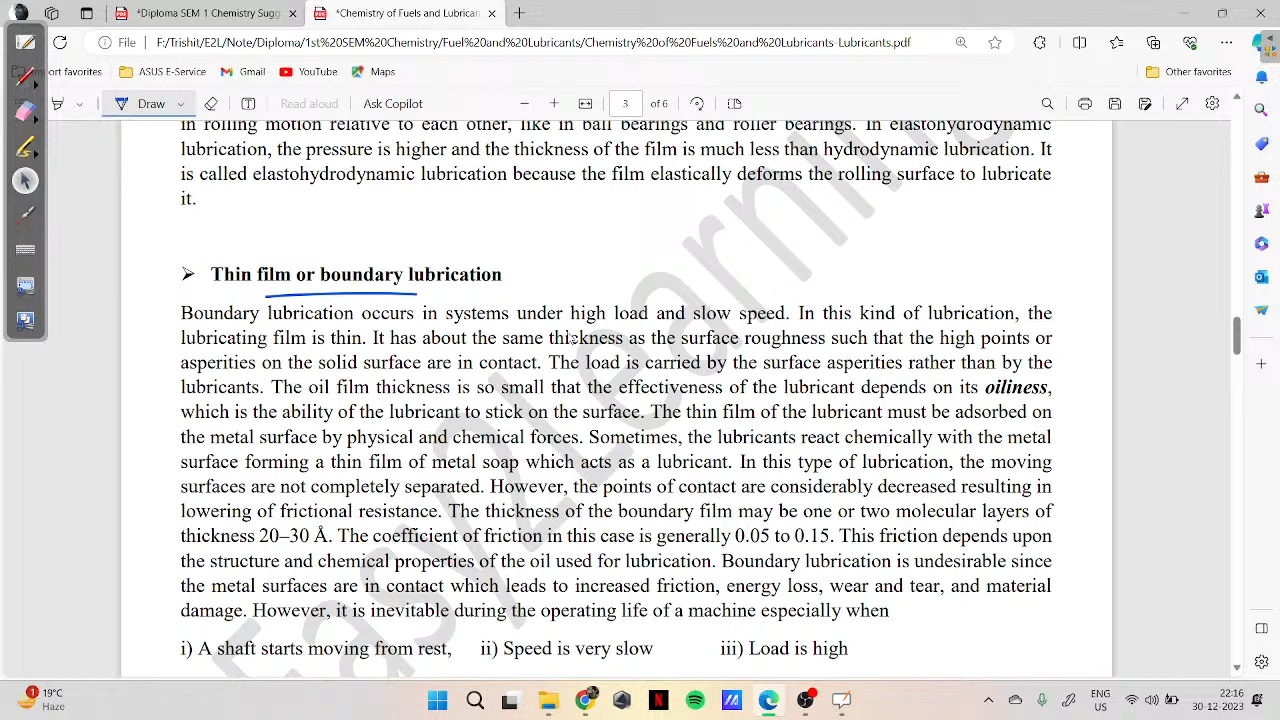 *Diploma SEM 1 Chemistry Sugg
*Chemistry of Fuels and Lubrican
File
F:/Trishit/E2L/Note/Diploma/1st%20SEM%20Chemistry/Fuel%20and%20Lubricants/Chemistry%20of%20Fuels%20and%20Lubricants-Lubricants.pdf
Import favorites
ASUS E-Service
Gmail
YouTube
Maps
Other favorites
Draw
Read aloud
Ask Copilot
3
of 6
in rolling motion relative to each other, like in ball bearings and roller bearings. In elastohydrodynamic
lubrication, the pressure is higher and the thickness of the film is much less than hydrodynamic lubrication. It
is called elastohydrodynamic lubrication because the film elastically deforms the rolling surface to lubricate
it.
➢ Thin film or boundary lubrication
Boundary lubrication occurs in systems under high load and slow speed. In this kind of lubrication, the
lubricating film is thin. It has about the same thickness as the surface roughness such that the high points or
asperities on the solid surface are in contact. The load is carried by the surface asperities rather than by the
lubricants. The oil film thickness is so small that the effectiveness of the lubricant depends on its oiliness,
which is the ability of the lubricant to stick on the surface. The thin film of the lubricant must be adsorbed on
the metal surface by physical and chemical forces. Sometimes, the lubricants react chemically with the metal
surface forming a thin film of metal soap which acts as a lubricant. In this type of lubrication, the moving
surfaces are not completely separated. However, the points of contact are considerably decreased resulting in
lowering of frictional resistance. The thickness of the boundary film may be one or two molecular layers of
thickness 20–30 Å. The coefficient of friction in this case is generally 0.05 to 0.15. This friction depends upon
the structure and chemical properties of the oil used for lubrication. Boundary lubrication is undesirable since
the metal surfaces are in contact which leads to increased friction, energy loss, wear and tear, and material
damage. However, it is inevitable during the operating life of a machine especially when
i) A shaft starts moving from rest, ii) Speed is very slow iii) Load is high
1
19°C
Haze
ENG
US
22:16
30-12-2023